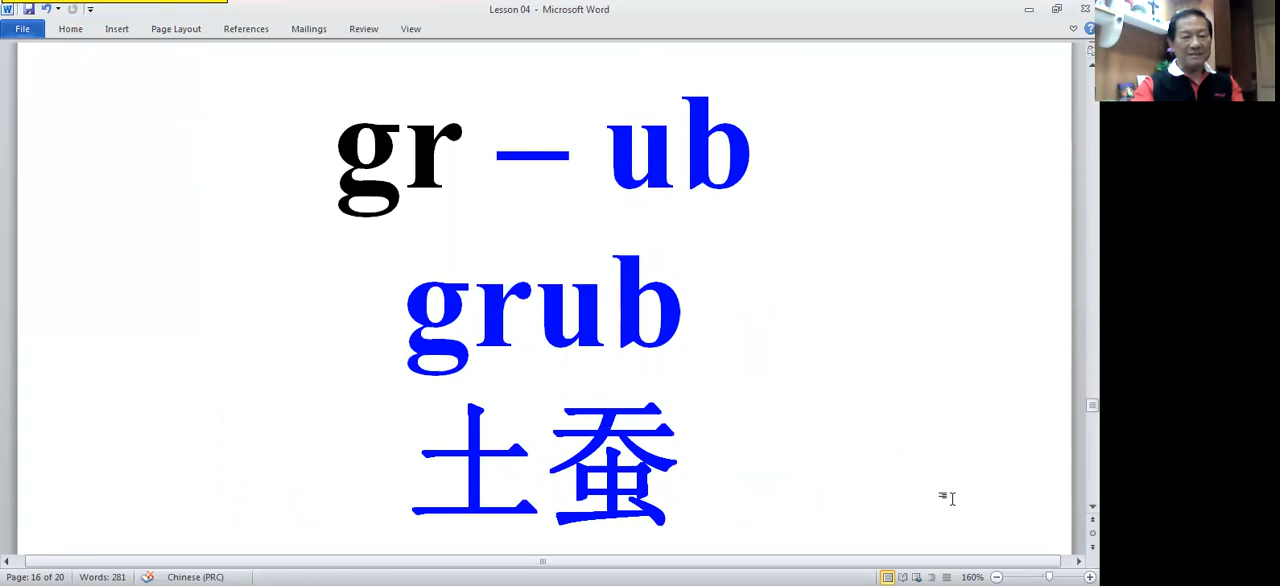 Lesson 04 - Microsoft Word
File Home Insert Page Layout References Mailings Review View
gr – ub
grub
土蚕
Page: 16 of 20 Words: 281 Chinese (PRC) 160%